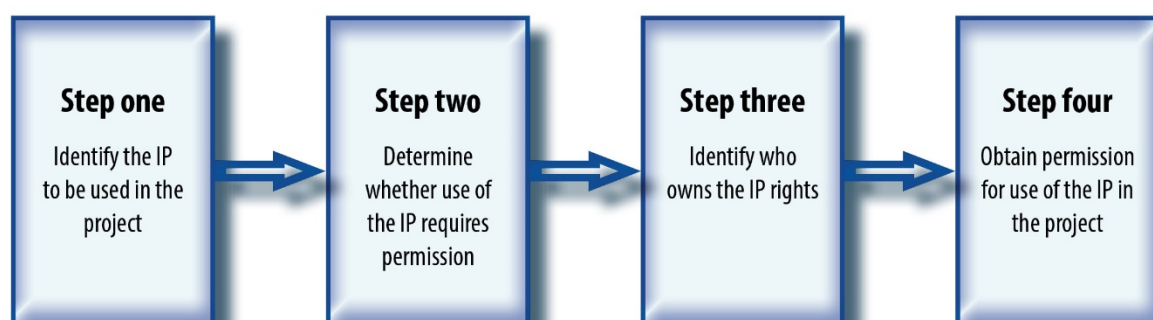 Step one
Identify the IP
to be used in the
project
Step two
Determine
whether use of
the IP requires
permission
Step three
Identify who
owns the IP rights
Step four
Obtain permission
for use of the IP in
the project